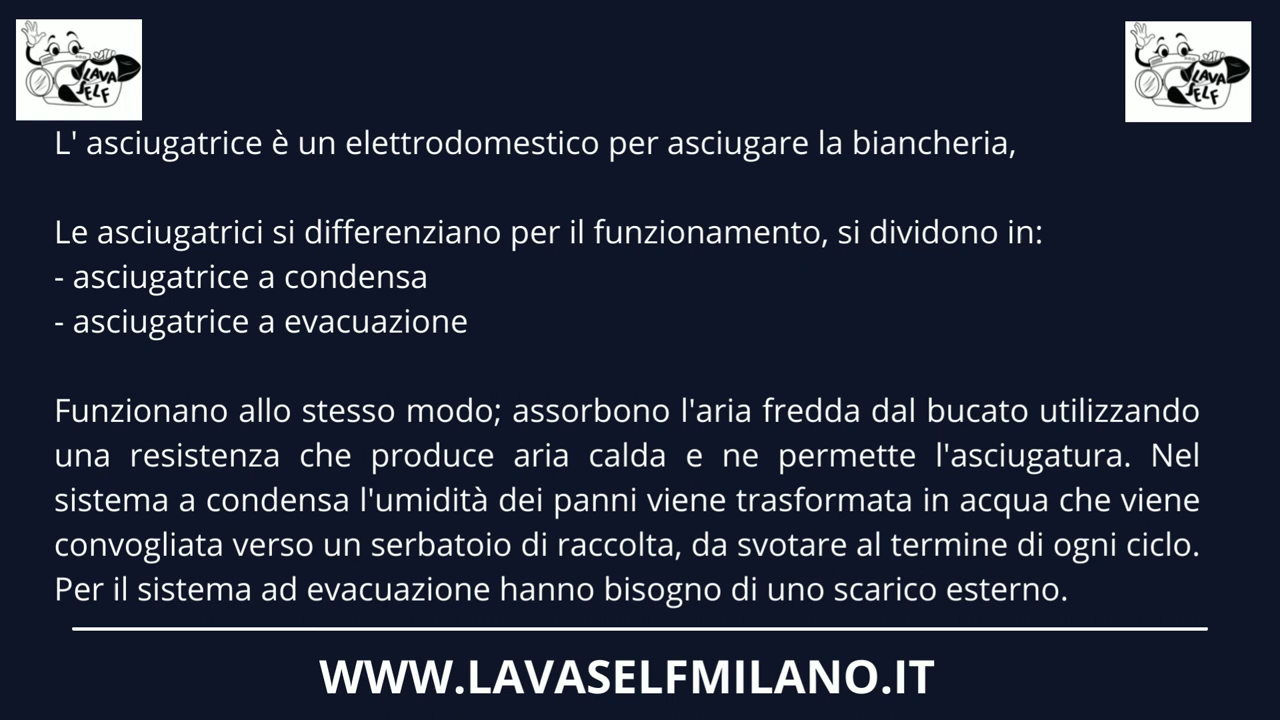 LAVA
SELF
LAVA
SELF
L' asciugatrice è un elettrodomestico per asciugare la biancheria,
Le asciugatrici si differenziano per il funzionamento, si dividono in:
- asciugatrice a condensa
- asciugatrice a evacuazione
Funzionano allo stesso modo; assorbono l'aria fredda dal bucato utilizzando
una resistenza che produce aria calda e ne permette l'asciugatura. Nel
sistema a condensa l'umidità dei panni viene trasformata in acqua che viene
convogliata verso un serbatoio di raccolta, da svotare al termine di ogni ciclo.
Per il sistema ad evacuazione hanno bisogno di uno scarico esterno.
WWW.LAVASELFMILANO.IT